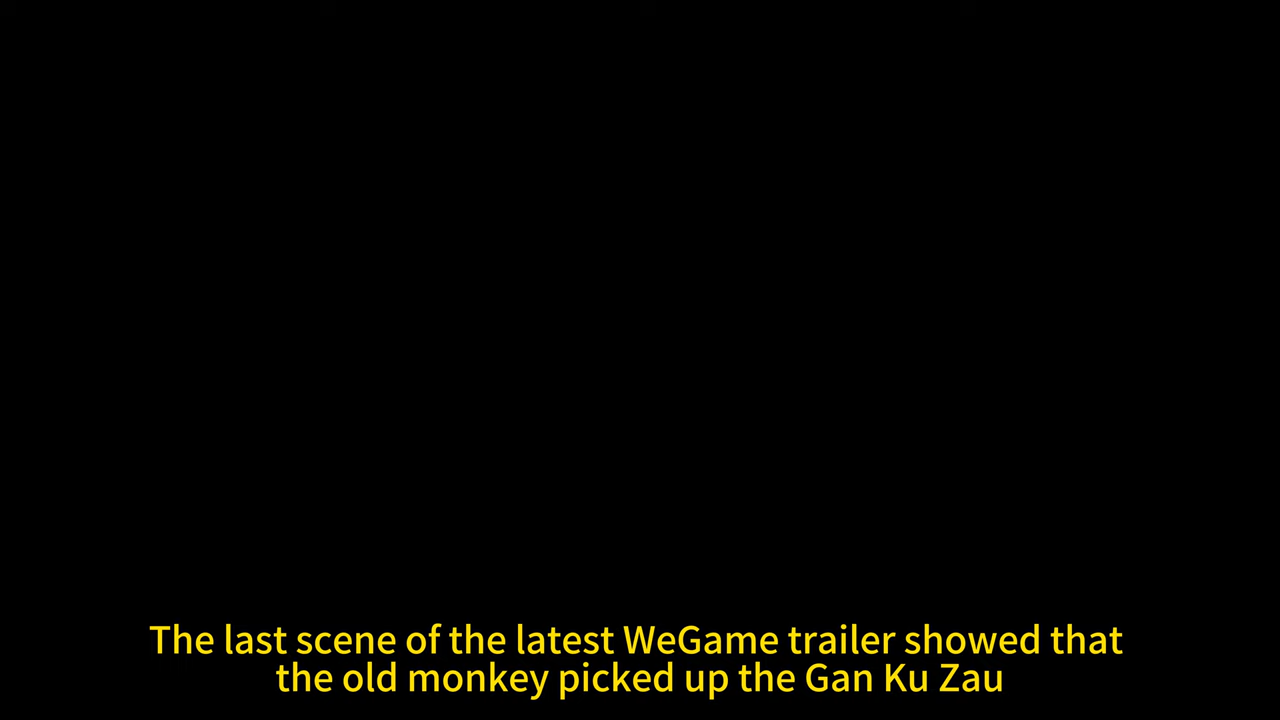 The last scene of the latest WeGame trailer showed that
the old monkey picked up the Gan Ku Zau